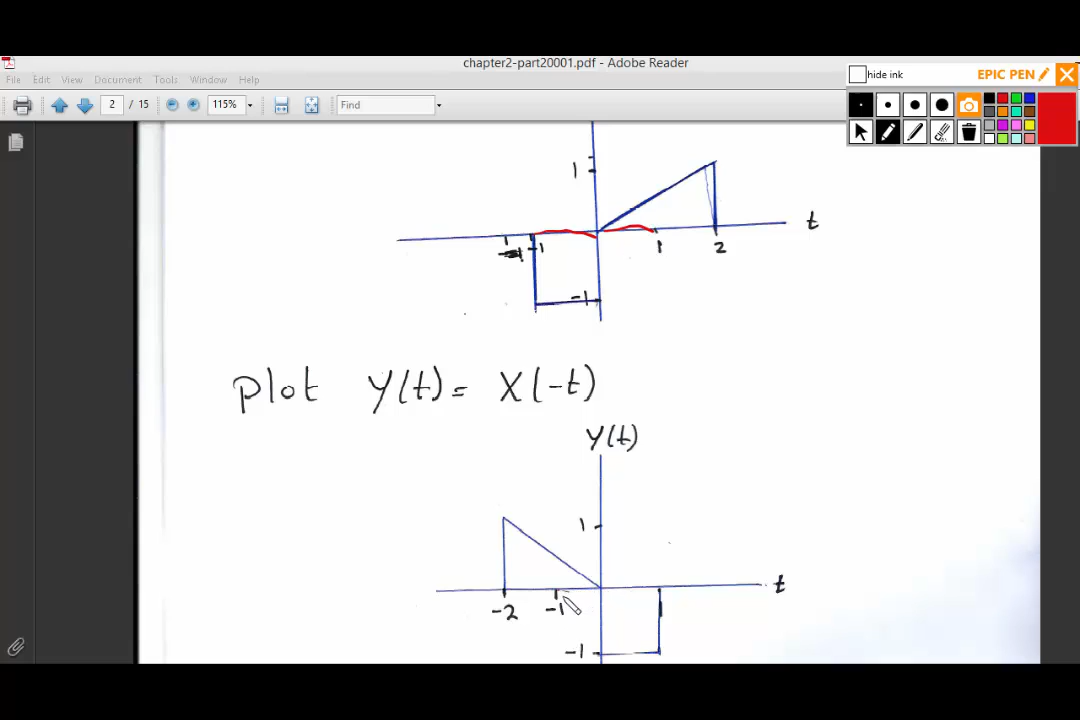 chapter2-part20001.pdf - Adobe Reader
File Edit View Document Tools Window Help
2 / 15 115% Find
hide ink EPIC PEN
1
t
-1 1 2
-1
Plot Y(t) = X(-t)
Y(t)
1
t
-2 -1
-1